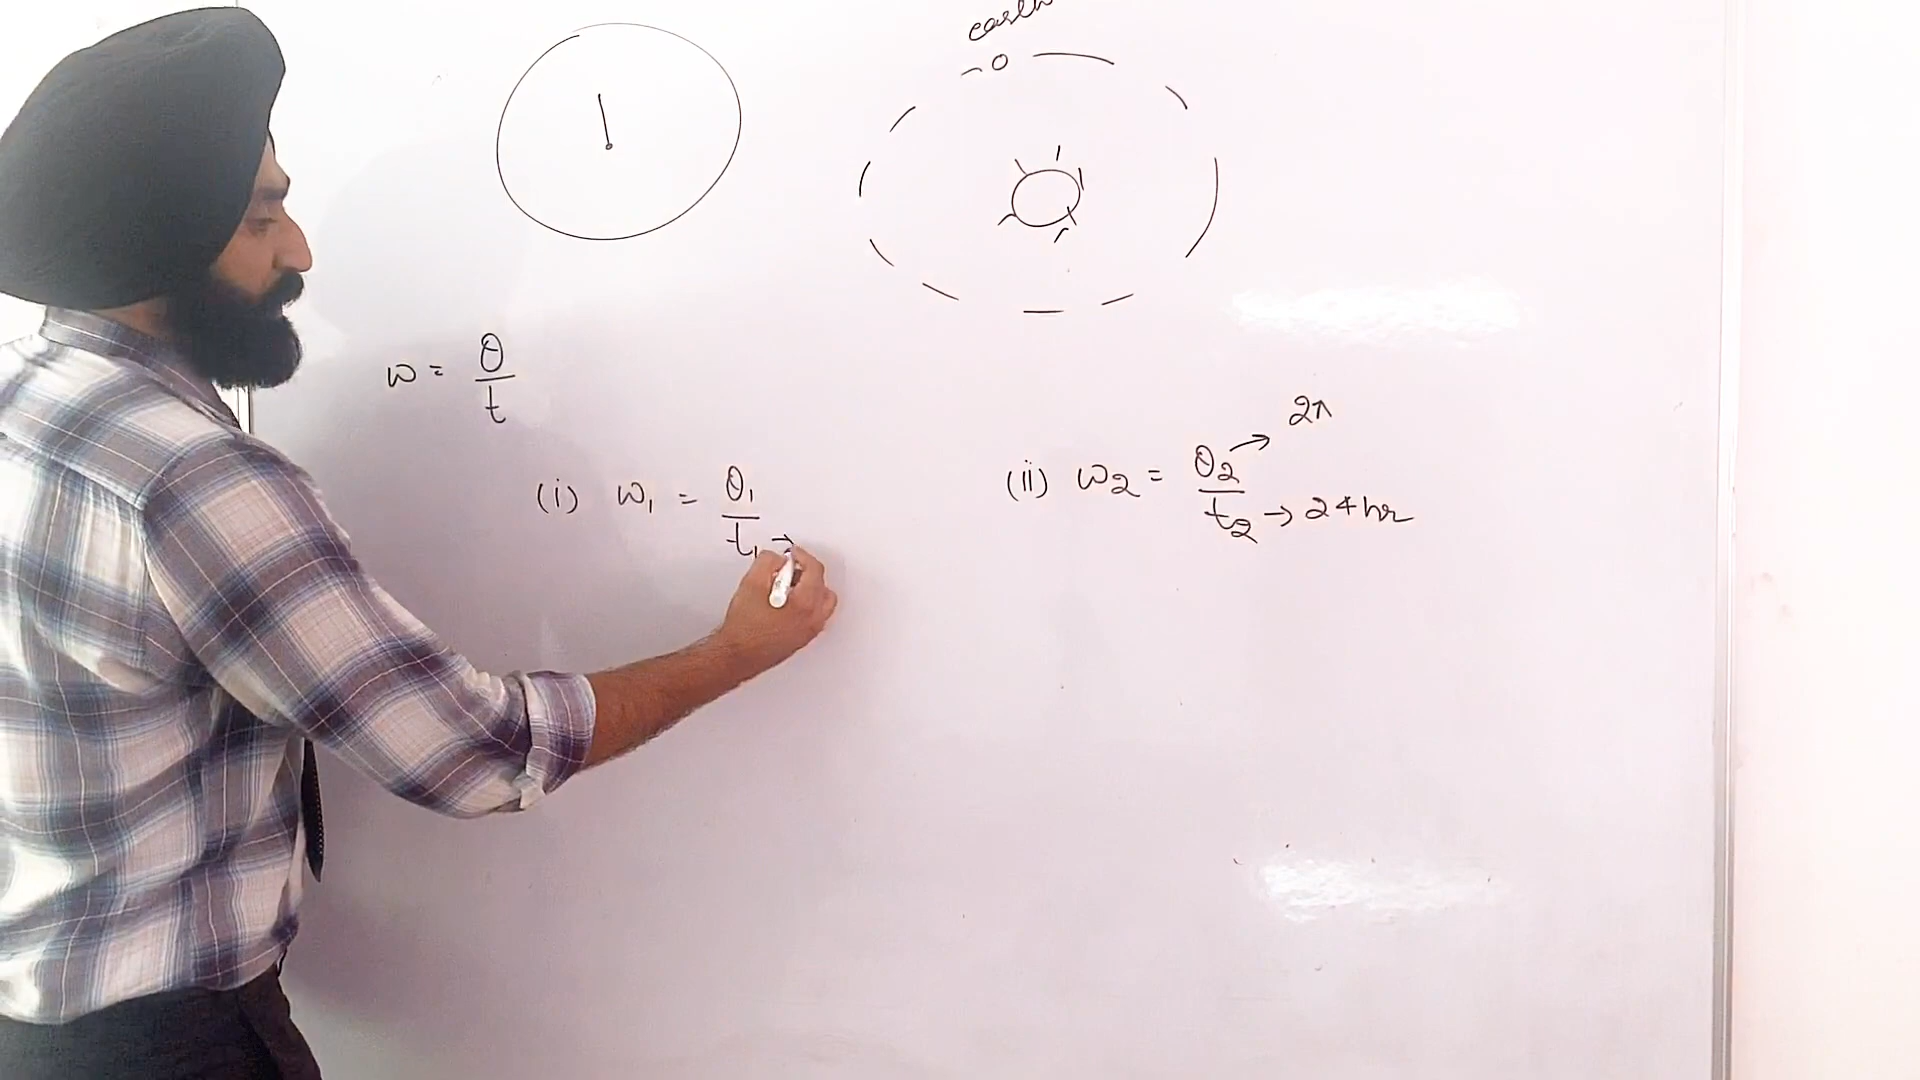 earth
ω = θ/t
(i) ω₁ = θ₁/t₁ →
(ii) ω₂ = θ₂/t₂ → 2π
→ 24 hr